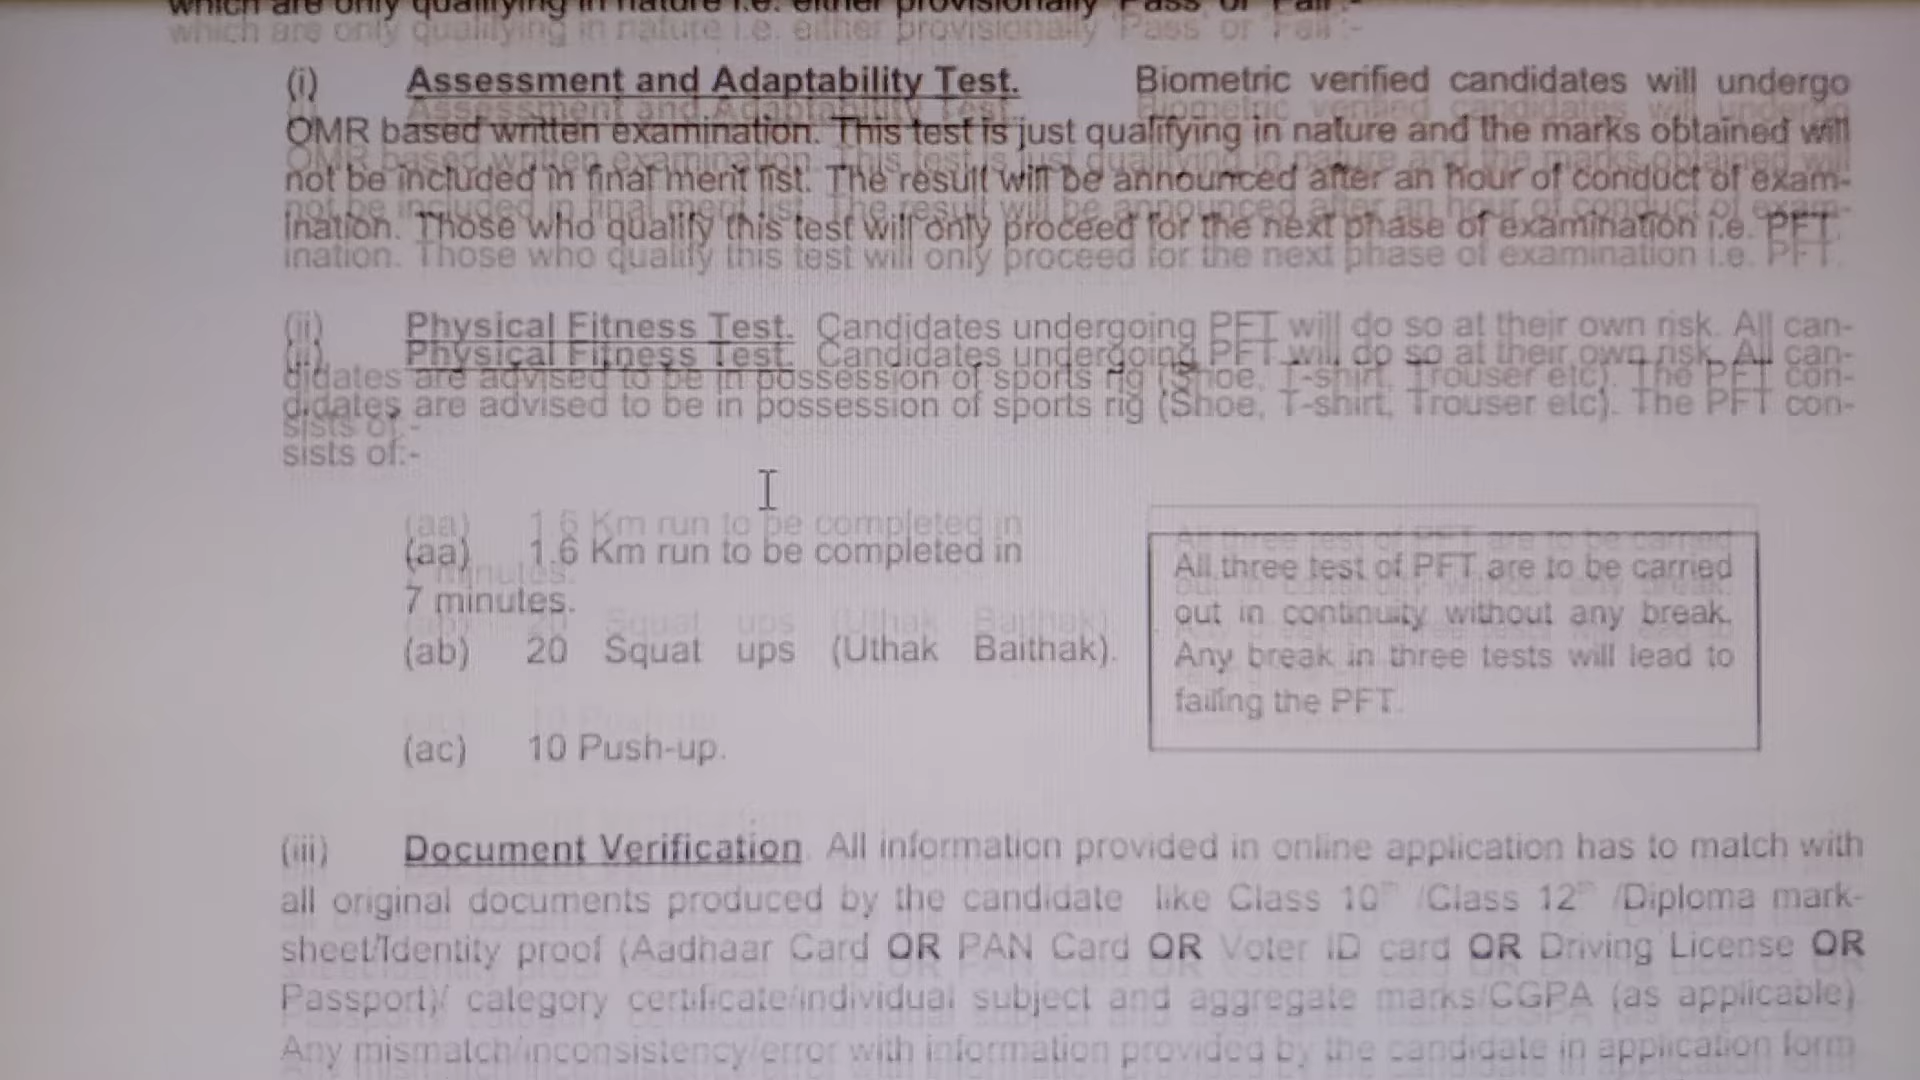 which are only qualifying in nature i.e. either provisionally 'Pass' or 'Fail':-
(i) Assessment and Adaptability Test. Biometric verified candidates will undergo
OMR based written examination. This test is just qualifying in nature and the marks obtained will
not be included in final merit list. The result will be announced after an hour of conduct of exam-
ination. Those who qualify this test will only proceed for the next phase of examination i.e. PFT.
(ii) Physical Fitness Test. Candidates undergoing PFT will do so at their own risk. All can-
didates are advised to be in possession of sports rig (Shoe, T-shirt, Trouser etc). The PFT con-
sists of:-
(aa) 1.6 Km run to be completed in
7 minutes.
(ab) 20 Squat ups (Uthak Baithak).
(ac) 10 Push-up.
All three test of PFT are to be carried
out in continuity without any break.
Any break in three tests will lead to
failing the PFT.
(iii) Document Verification. All information provided in online application has to match with
all original documents produced by the candidate like Class 10th /Class 12th /Diploma mark-
sheet/Identity proof (Aadhaar Card OR PAN Card OR Voter ID card OR Driving License OR
Passport)/ category certificate/individual subject and aggregate marks/CGPA (as applicable)
Any mismatch/inconsistency/error with information provided by the candidate in application form